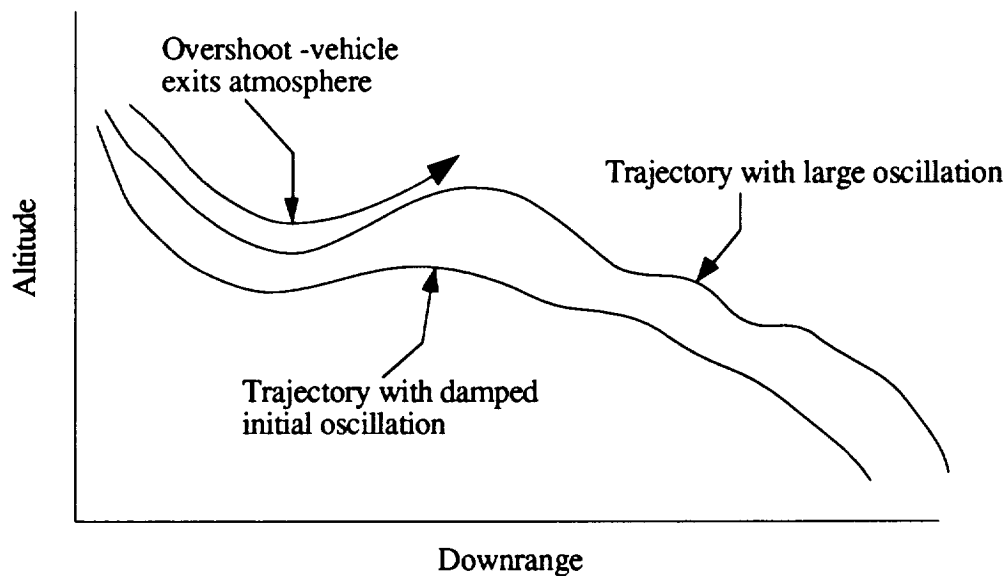 Overshoot -vehicle
exits atmosphere
Trajectory with large oscillation
Altitude
Trajectory with damped
initial oscillation
Downrange